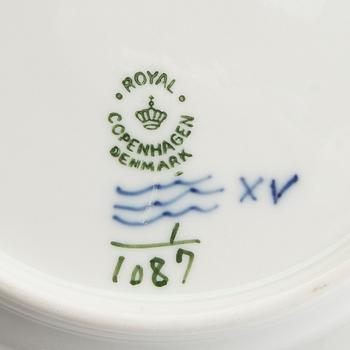 ROYAL
COPENHAGEN
DENMARK
XV
1
1087